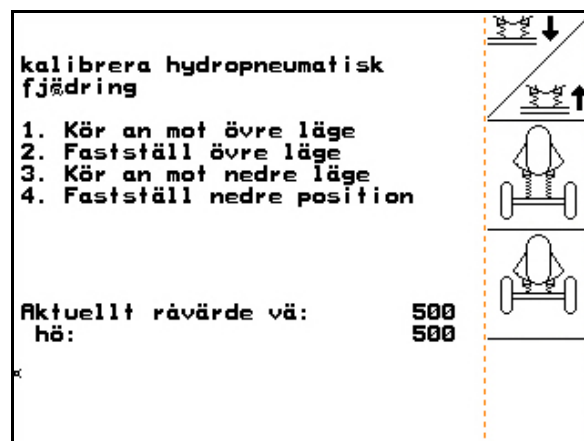 kalibrera hydropneumatisk
fjädring
1. Kör an mot övre läge
2. Fastställ övre läge
3. Kör an mot nedre läge
4. Fastställ nedre position
Aktuellt råvärde vä: 500
hö: 500